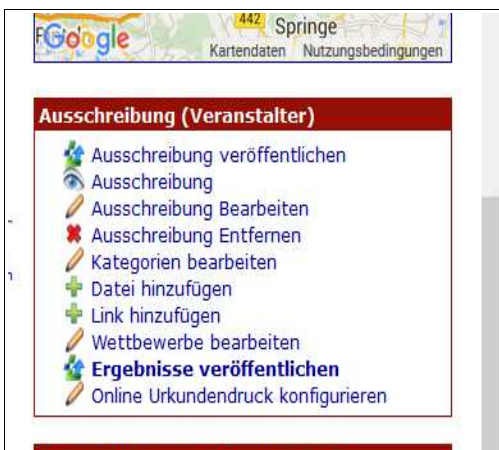 442
Springe
Google
Kartendaten Nutzungsbedingungen
Ausschreibung (Veranstalter)
Ausschreibung veröffentlichen
Ausschreibung
Ausschreibung Bearbeiten
Ausschreibung Entfernen
Kategorien bearbeiten
Datei hinzufügen
Link hinzufügen
Wettbewerbe bearbeiten
Ergebnisse veröffentlichen
Online Urkundendruck konfigurieren